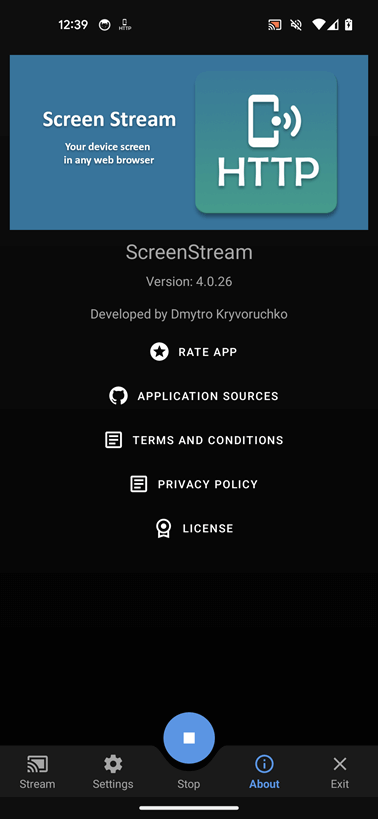 12:39
HTTP
Screen Stream
Your device screen
in any web browser
HTTP
ScreenStream
Version: 4.0.26
Developed by Dmytro Kryvoruchko
RATE APP
APPLICATION SOURCES
TERMS AND CONDITIONS
PRIVACY POLICY
LICENSE
Stream Settings Stop About Exit